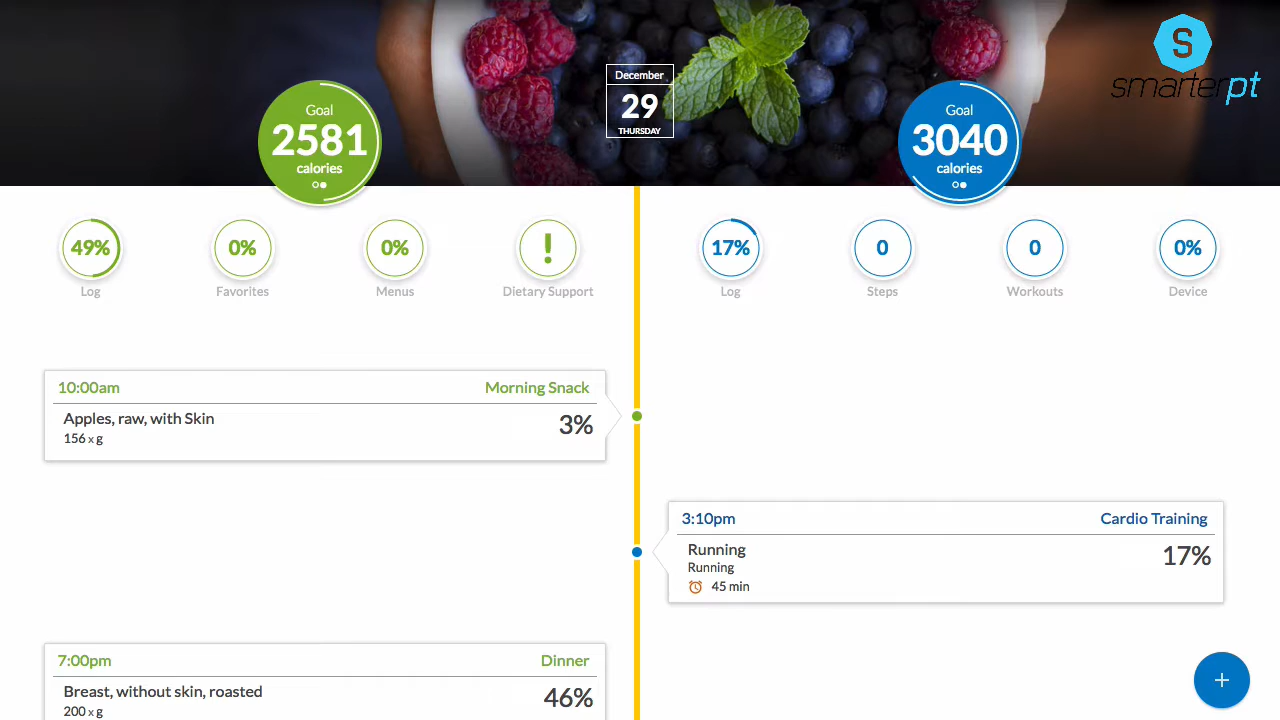 S
smarterpt
December
29
THURSDAY
Goal
2581
calories
Goal
3040
calories
49%
Log
0%
Favorites
0%
Menus
!
Dietary Support
17%
Log
0
Steps
0
Workouts
0%
Device
10:00am Morning Snack
Apples, raw, with Skin
156 x g
3%
3:10pm Cardio Training
Running
Running
45 min
17%
7:00pm Dinner
Breast, without skin, roasted
200 x g
46%
+